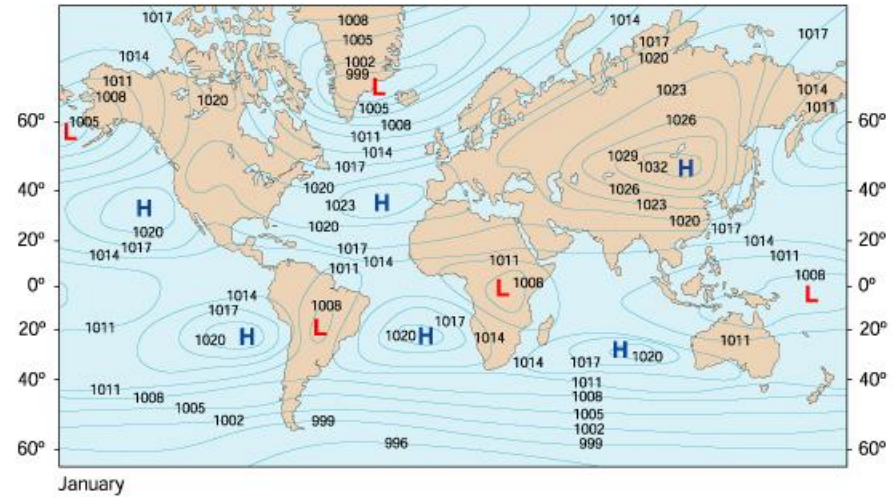 1017 1008 1014 1017
1005 1017
1014 1002 1020
1011 999 L 1023 1014
1008 1020 1005 1011
60º 1005 1008 1026 60º
L 1011
1014 1029
1017 1032 H
40º 1020 1026 40º
H 1023 H 1023
1020 1020 1020 1017
20º 1017 1017 1014 20º
1014 1014 1011 1011
1011 1008
0º L 1008 L 0º
1014 1008
1017 1017
20º 1011 L 20º
1020 H 1020 H 1014 1011
H 1020
1014 1017
40º 1011 1011 40º
1008 1008
1005 1005
1002 999 1002
60º 996 999 60º
January